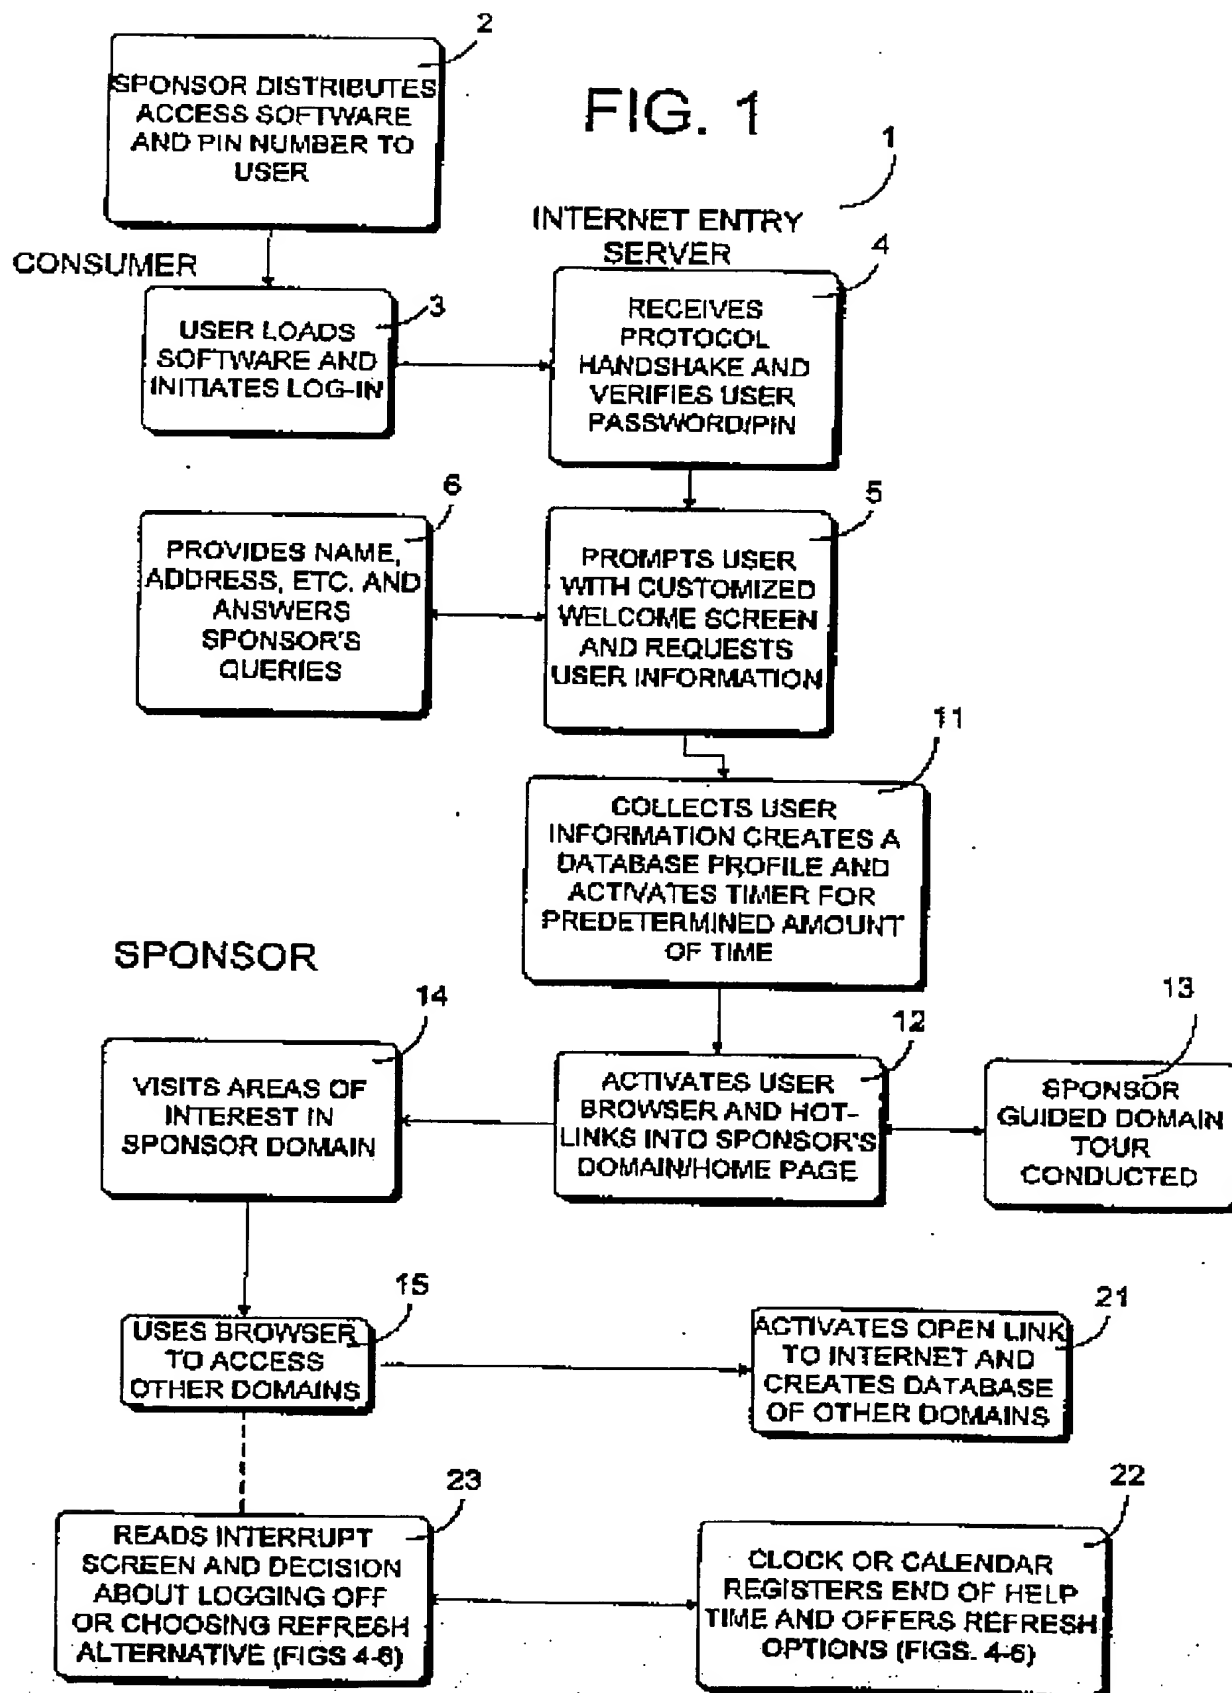 2
SPONSOR DISTRIBUTES
ACCESS SOFTWARE
AND PIN NUMBER TO
USER
FIG. 1
1
INTERNET ENTRY
SERVER
CONSUMER
3
USER LOADS
SOFTWARE AND
INITIATES LOG-IN
4
RECEIVES
PROTOCOL
HANDSHAKE AND
VERIFIES USER
PASSWORD/PIN
6
PROVIDES NAME,
ADDRESS, ETC. AND
ANSWERS
SPONSOR'S
QUERIES
5
PROMPTS USER
WITH CUSTOMIZED
WELCOME SCREEN
AND REQUESTS
USER INFORMATION
11
COLLECTS USER
INFORMATION CREATES A
DATABASE PROFILE AND
ACTIVATES TIMER FOR
PREDETERMINED AMOUNT
OF TIME
SPONSOR
14
VISITS AREAS OF
INTEREST IN
SPONSOR DOMAIN
12
ACTIVATES USER
BROWSER AND HOT-
LINKS INTO SPONSOR'S
DOMAIN/HOME PAGE
13
SPONSOR
GUIDED DOMAIN
TOUR
CONDUCTED
15
USES BROWSER
TO ACCESS
OTHER DOMAINS
21
ACTIVATES OPEN LINK
TO INTERNET AND
CREATES DATABASE
OF OTHER DOMAINS
23
READS INTERRUPT
SCREEN AND DECISION
ABOUT LOGGING OFF
OR CHOOSING REFRESH
ALTERNATIVE (FIGS 4-6)
22
CLOCK OR CALENDAR
REGISTERS END OF HELP
TIME AND OFFERS REFRESH
OPTIONS (FIGS. 4-6)